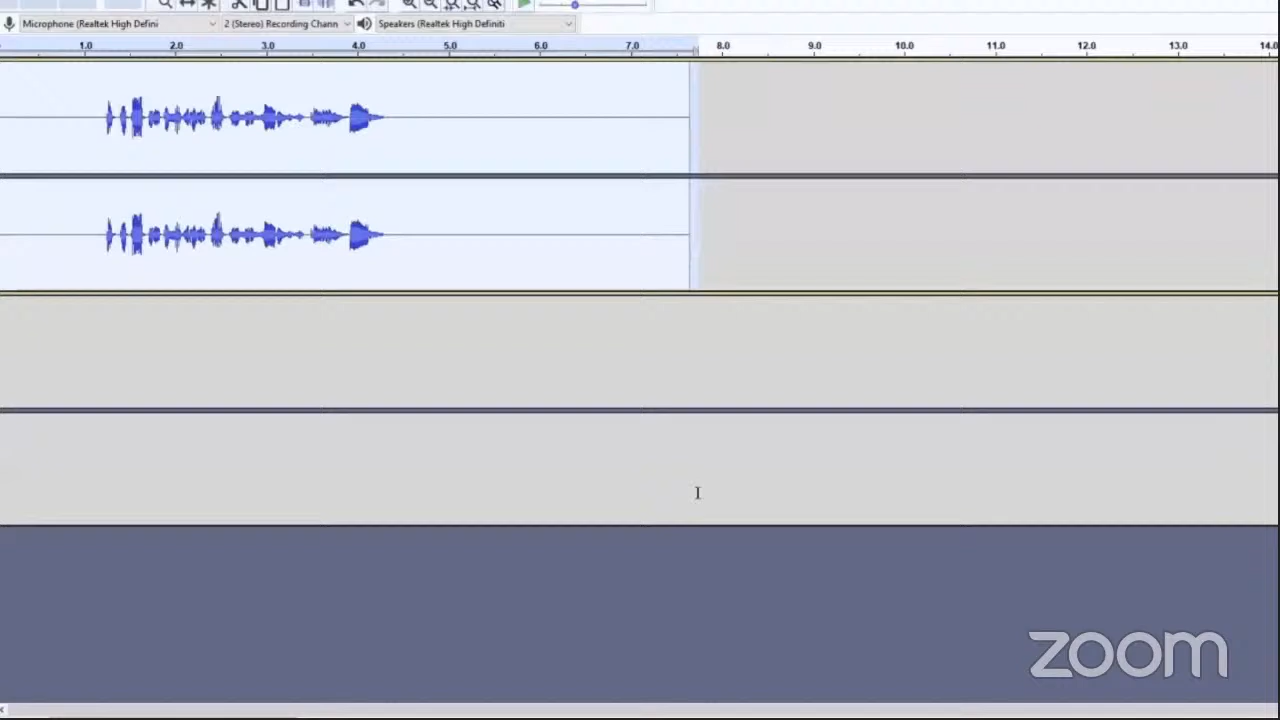 Microphone (Realtek High Defini 2 (Stereo) Recording Chann Speakers (Realtek High Definiti
1.0 2.0 3.0 4.0 5.0 6.0 7.0 8.0 9.0 10.0 11.0 12.0 13.0 14.0
zoom